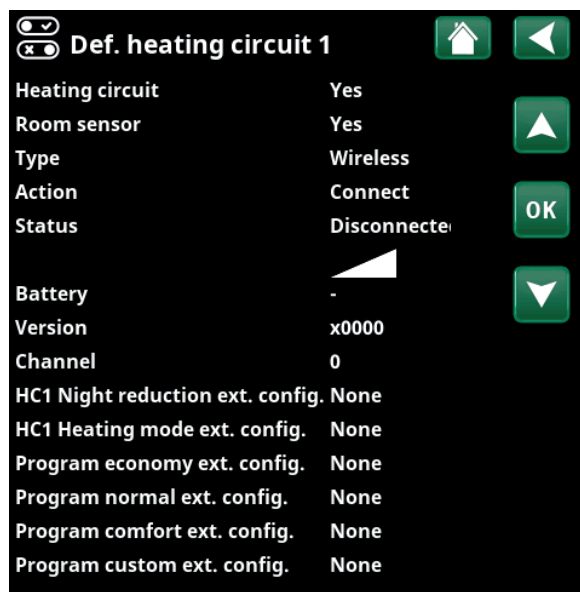 Def. heating circuit 1
Heating circuit Yes
Room sensor Yes
Type Wireless
Action Connect
Status Disconnected
OK
Battery -
Version x0000
Channel 0
HC1 Night reduction ext. config. None
HC1 Heating mode ext. config. None
Program economy ext. config. None
Program normal ext. config. None
Program comfort ext. config. None
Program custom ext. config. None